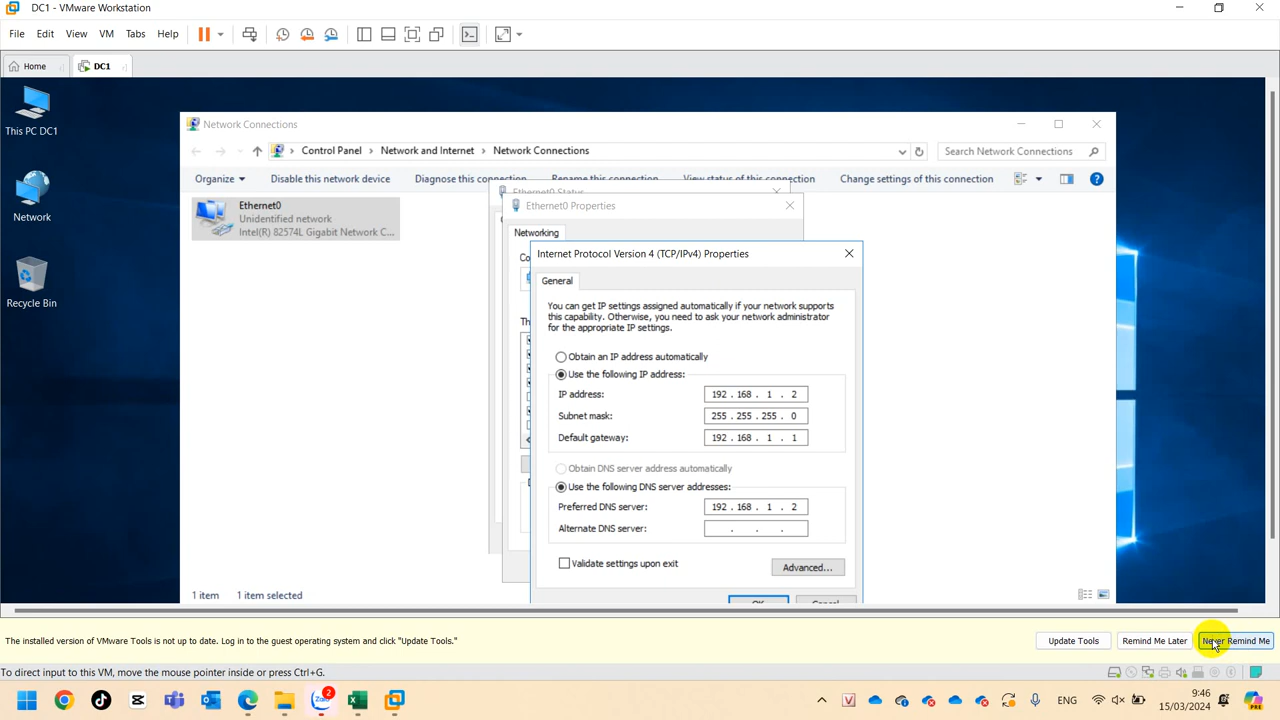 DC1 - VMware Workstation
File Edit View VM Tabs Help
Home DC1
This PC DC1
Network
Recycle Bin
Network Connections
Control Panel Network and Internet Network Connections
Search Network Connections
Organize Disable this network device Diagnose this connection Rename this connection View status of this connection Change settings of this connection
Ethernet0
Unidentified network
Intel(R) 82574L Gigabit Network C...
Ethernet0 Status
Ethernet0 Properties
Networking
Co
Th
Internet Protocol Version 4 (TCP/IPv4) Properties
General
You can get IP settings assigned automatically if your network supports
this capability. Otherwise, you need to ask your network administrator
for the appropriate IP settings.
Obtain an IP address automatically
Use the following IP address:
IP address: 192 . 168 . 1 . 2
Subnet mask: 255 . 255 . 255 . 0
Default gateway: 192 . 168 . 1 . 1
Obtain DNS server address automatically
Use the following DNS server addresses:
Preferred DNS server: 192 . 168 . 1 . 2
Alternate DNS server: . . .
Validate settings upon exit
Advanced...
OK Cancel
1 item 1 item selected
The installed version of VMware Tools is not up to date. Log in to the guest operating system and click "Update Tools."
Update Tools Remind Me Later Never Remind Me
To direct input to this VM, move the mouse pointer inside or press Ctrl+G.
Zalo 2
ENG
9:46
15/03/2024
PRE